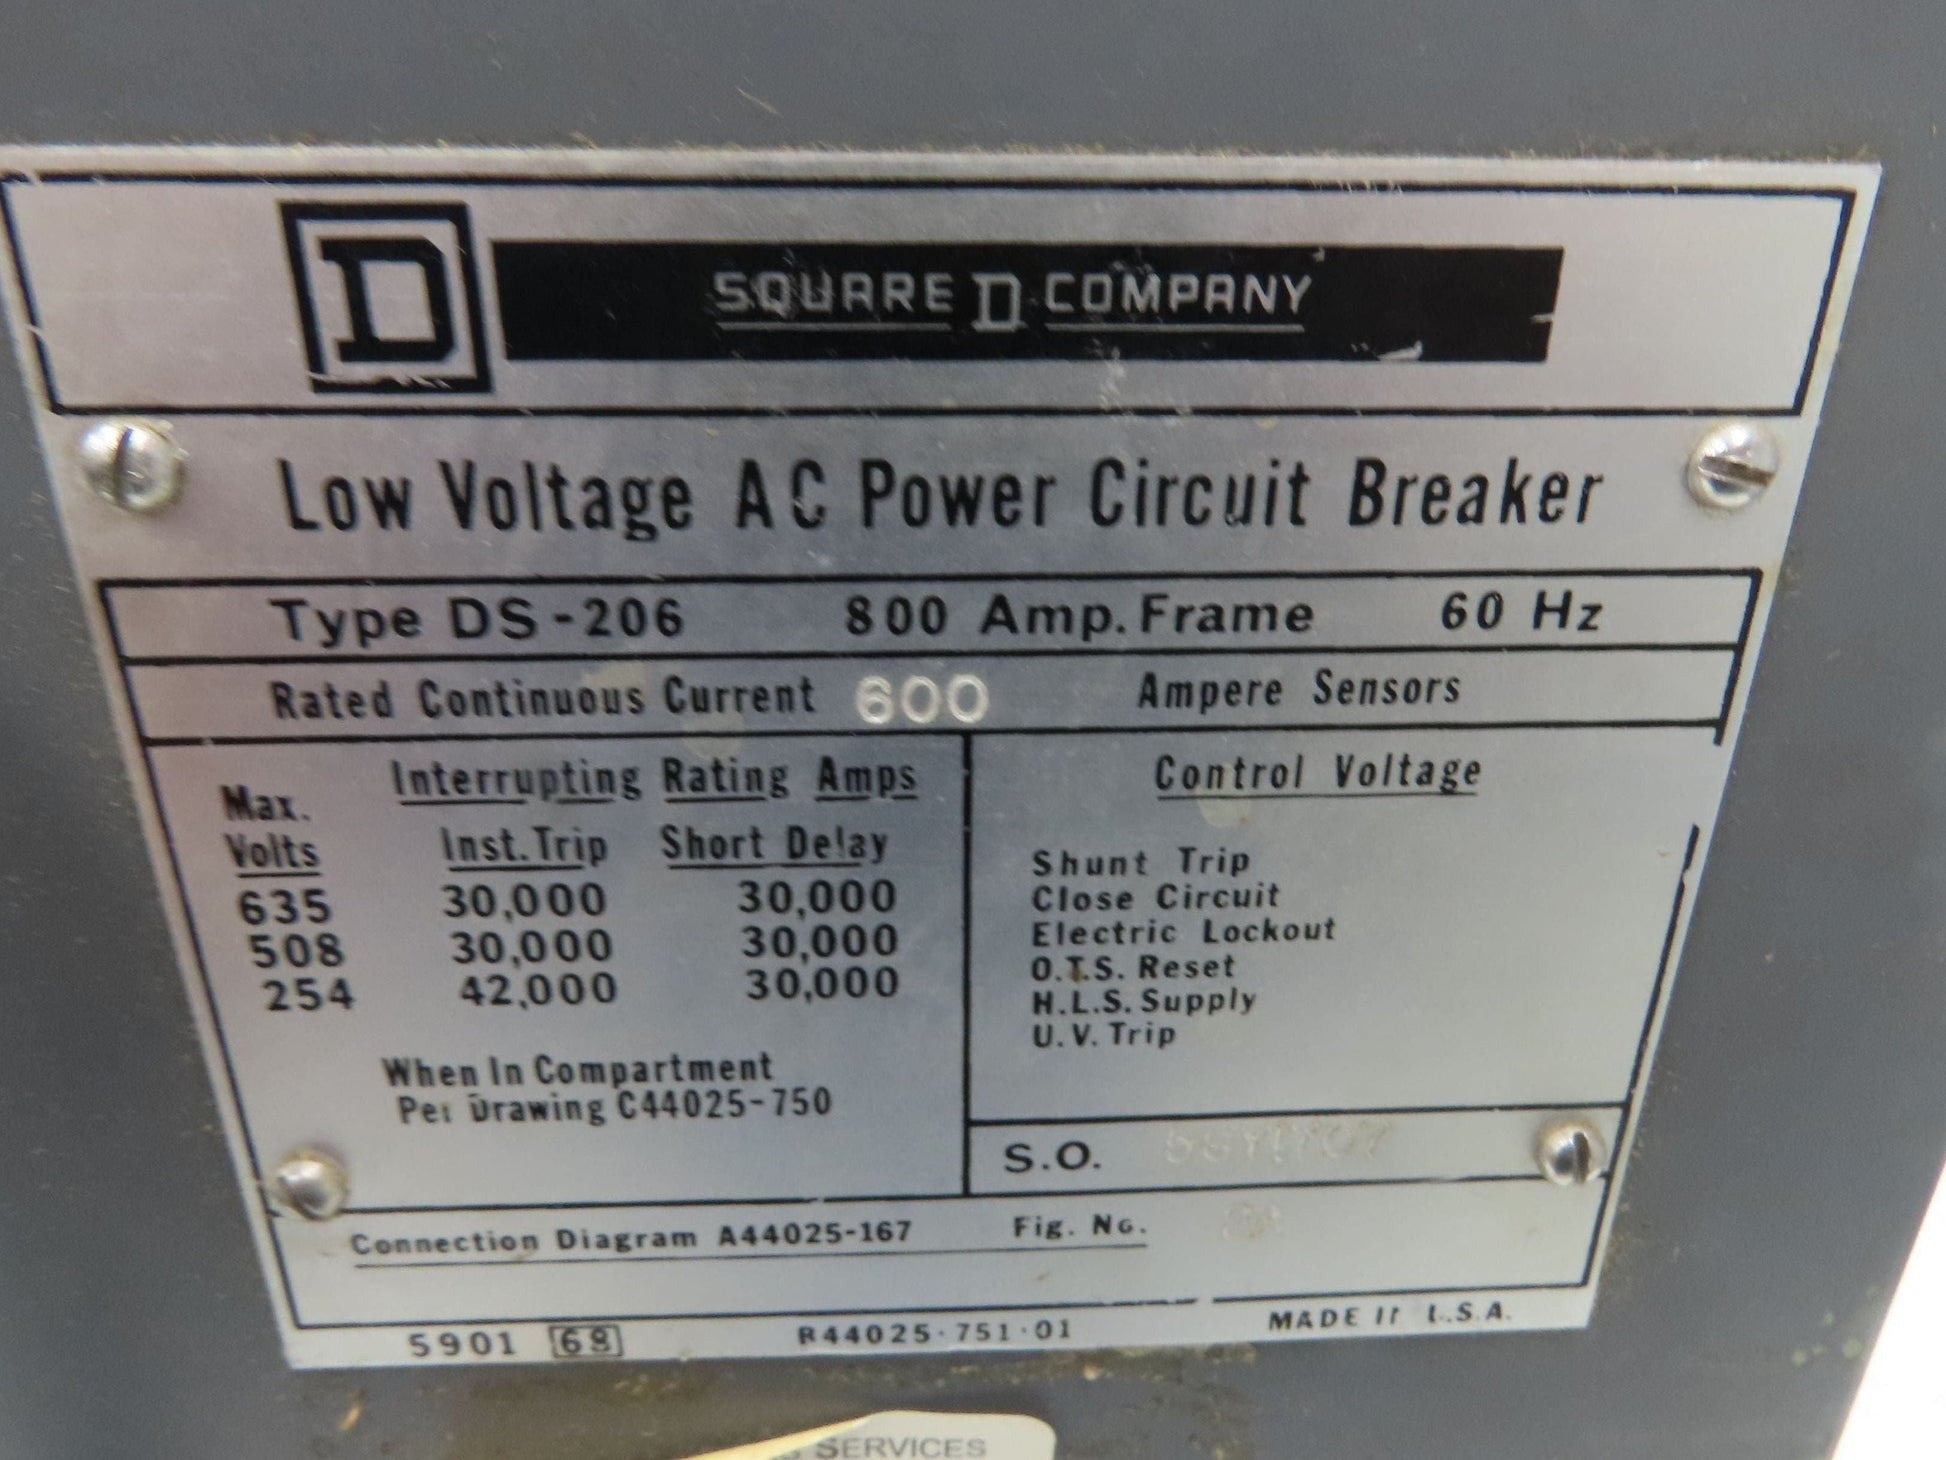 D
SQUARE D COMPANY
Low Voltage AC Power Circuit Breaker
Type DS-206 800 Amp. Frame 60 Hz
Rated Continuous Current 600 Ampere Sensors
Interrupting Rating Amps
Max. Volts Inst. Trip Short Delay
635 30,000 30,000
508 30,000 30,000
254 42,000 30,000
When In Compartment
Per Drawing C44025-750
Control Voltage
Shunt Trip
Close Circuit
Electric Lockout
O.T.S. Reset
H.L.S. Supply
U.V. Trip
S.O.
Connection Diagram A44025-167 Fig. No.
5901 68 R44025-751-01 MADE IN U.S.A.
SERVICES